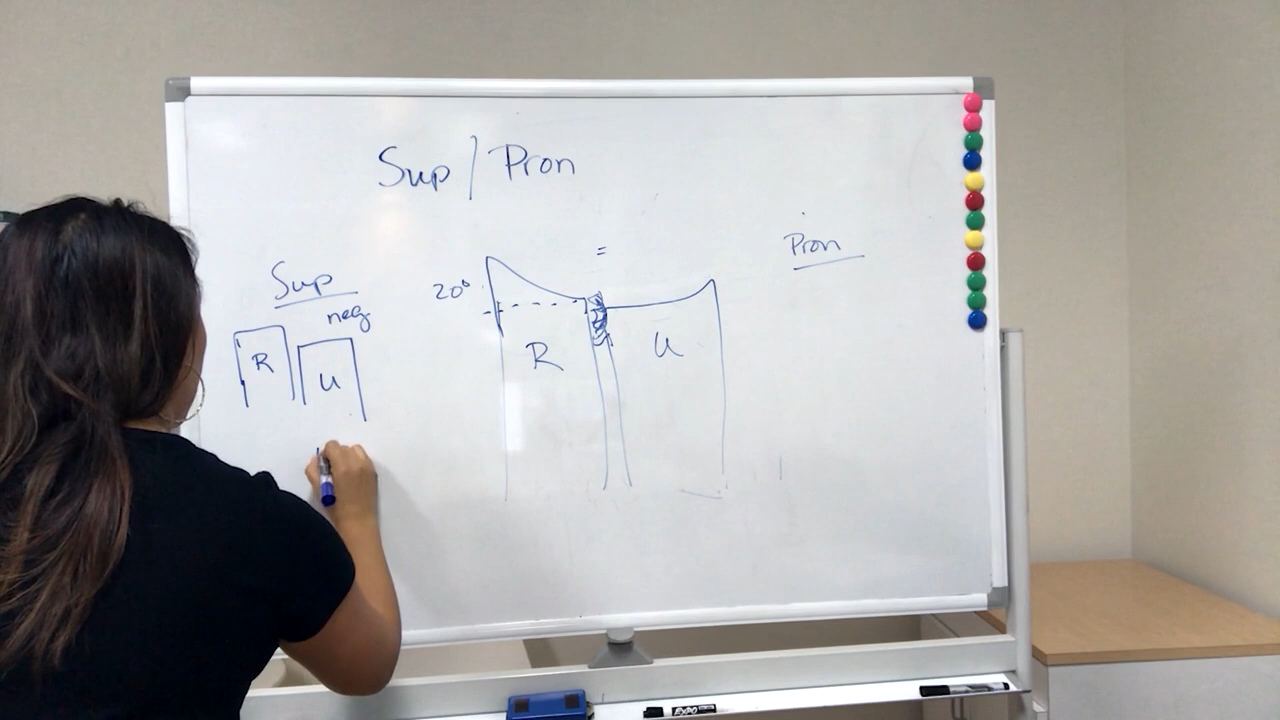 Sup / Pron
=
Pron
Sup
neg
20°
R
U
R
U
EXPO